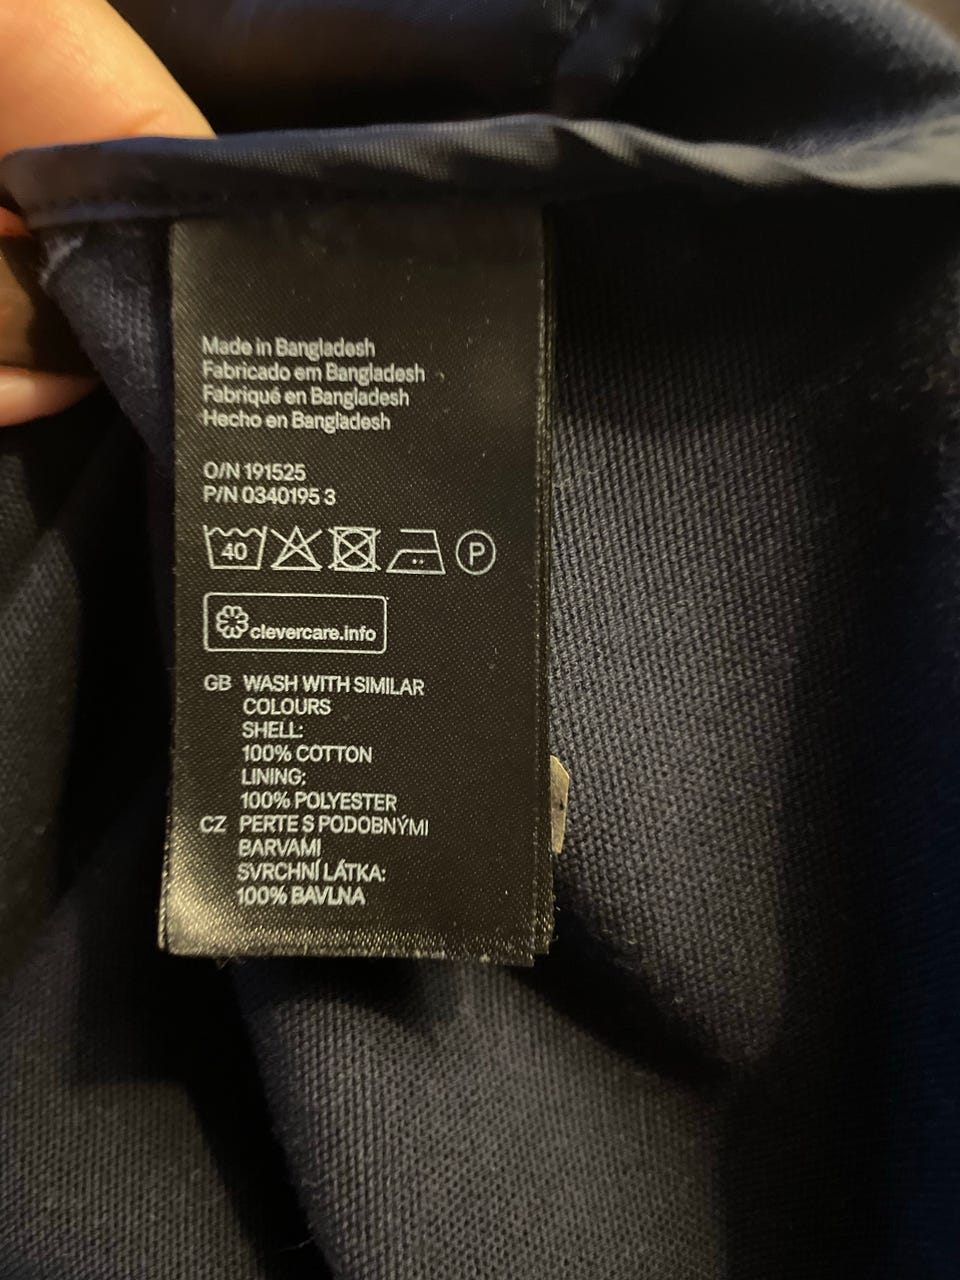 Made in Bangladesh
Fabricado em Bangladesh
Fabriqué en Bangladesh
Hecho en Bangladesh
O/N 191525
P/N 0340195 3
40 P
clevercare.info
GB WASH WITH SIMILAR
COLOURS
SHELL:
100% COTTON
LINING:
100% POLYESTER
CZ PERTE S PODOBNÝMI
BARVAMI
SVRCHNÍ LÁTKA:
100% BAVLNA